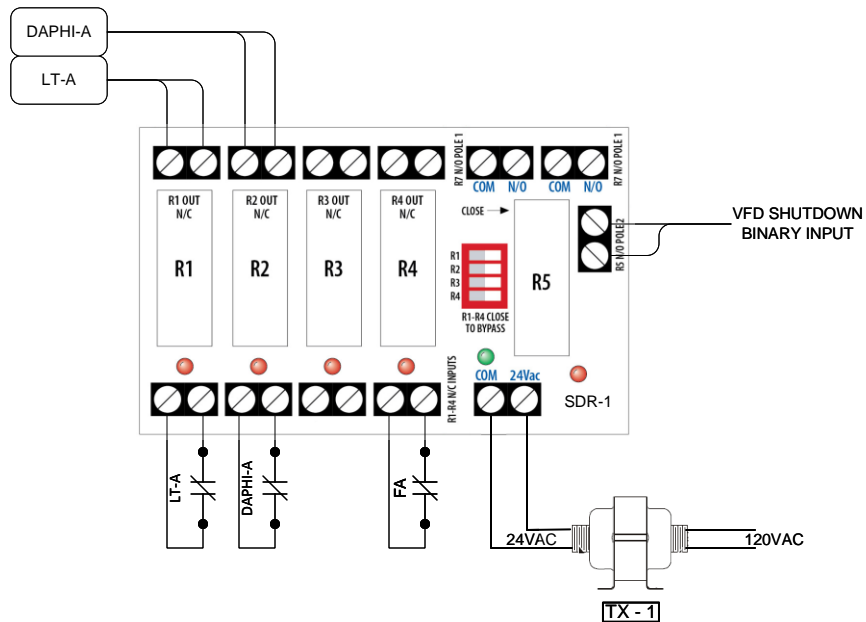 DAPHI-A
LT-A
R7 N/O POLE 1
R7 N/O POLE 1
COM N/O COM N/O
R1 OUT
N/C
R2 OUT
N/C
R3 OUT
N/C
R4 OUT
N/C
CLOSE
R5 N/O POLE 2
VFD SHUTDOWN
BINARY INPUT
R1
R2
R3
R4
R1
R2
R3
R4
R5
R1-R4 CLOSE
TO BYPASS
R1-R4 N/C INPUTS
COM 24Vac
SDR-1
LT-A
DAPHI-A
FA
24VAC
120VAC
TX - 1